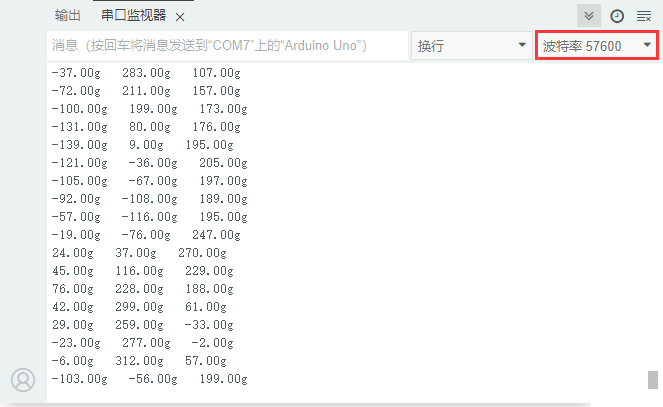 输出 串口监视器
消息（按回车将消息发送到“COM7”上的“Arduino Uno”） 换行 波特率 57600
-37.00g 283.00g 107.00g
-72.00g 211.00g 157.00g
-100.00g 199.00g 173.00g
-131.00g 80.00g 176.00g
-139.00g 9.00g 195.00g
-121.00g -36.00g 205.00g
-105.00g -67.00g 197.00g
-92.00g -108.00g 189.00g
-57.00g -116.00g 195.00g
-19.00g -76.00g 247.00g
24.00g 37.00g 270.00g
45.00g 116.00g 229.00g
76.00g 228.00g 188.00g
42.00g 299.00g 61.00g
29.00g 259.00g -33.00g
-23.00g 277.00g -2.00g
-6.00g 312.00g 57.00g
-103.00g -56.00g 199.00g